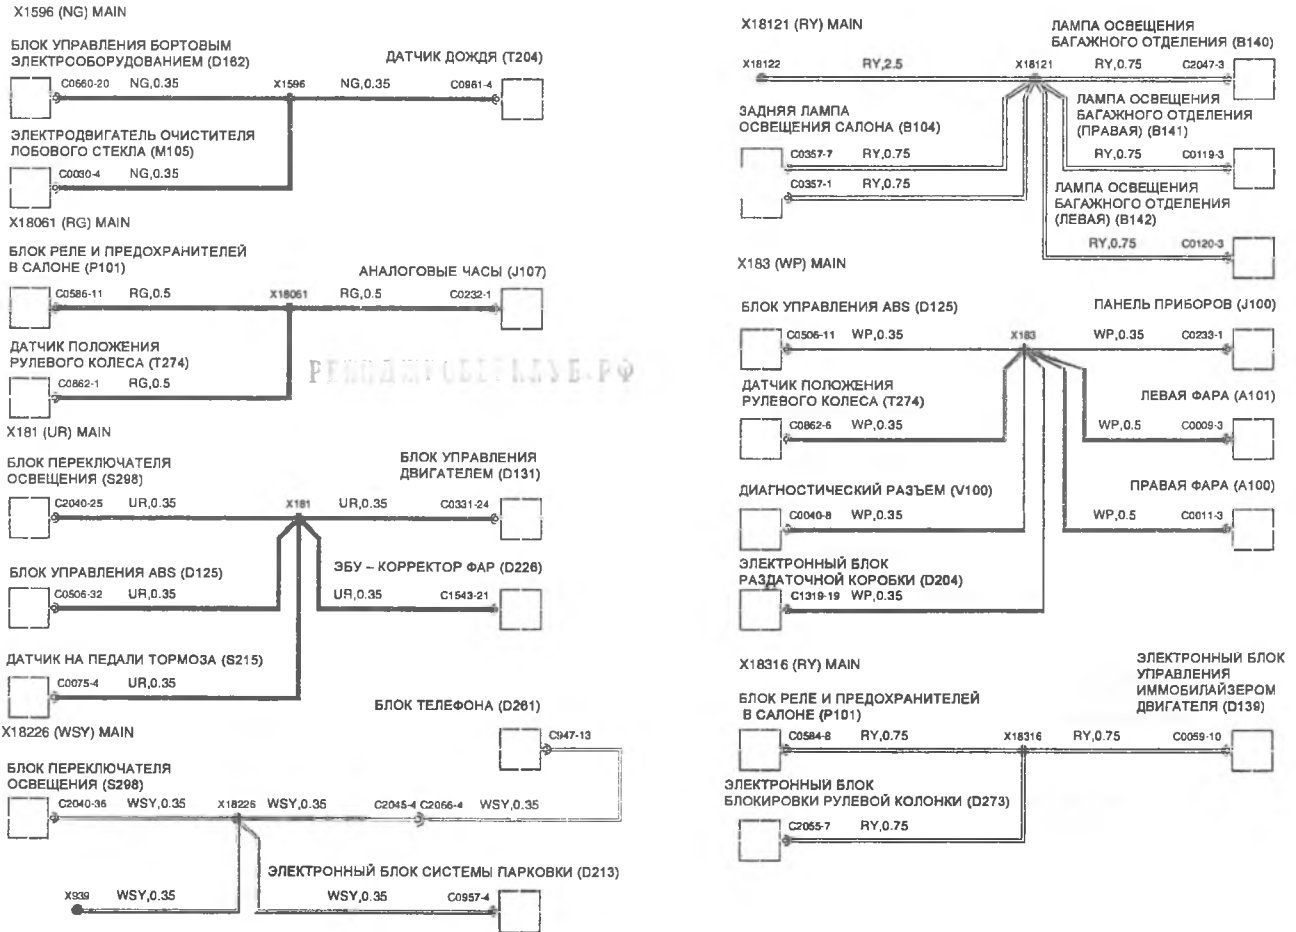 X1596 (NG) MAIN
БЛОК УПРАВЛЕНИЯ БОРТОВЫМ
ЭЛЕКТРООБОРУДОВАНИЕМ (D162)
ДАТЧИК ДОЖДЯ (T204)
C0660-20 NG,0.35 X1596 NG,0.35 C0961-4
ЭЛЕКТРОДВИГАТЕЛЬ ОЧИСТИТЕЛЯ
ЛОБОВОГО СТЕКЛА (M105)
C0030-4 NG,0.35
X18061 (RG) MAIN
БЛОК РЕЛЕ И ПРЕДОХРАНИТЕЛЕЙ
В САЛОНЕ (P101)
АНАЛОГОВЫЕ ЧАСЫ (J107)
C0586-11 RG,0.5 X18061 RG,0.5 C0232-1
ДАТЧИК ПОЛОЖЕНИЯ
РУЛЕВОГО КОЛЕСА (T274)
C0862-1 RG,0.5
X181 (UR) MAIN
БЛОК ПЕРЕКЛЮЧАТЕЛЯ
ОСВЕЩЕНИЯ (S298)
БЛОК УПРАВЛЕНИЯ
ДВИГАТЕЛЕМ (D131)
C2040-25 UR,0.35 X181 UR,0.35 C0331-24
БЛОК УПРАВЛЕНИЯ ABS (D125)
ЭБУ – КОРРЕКТОР ФАР (D226)
C0506-32 UR,0.35 UR,0.35 C1543-21
ДАТЧИК НА ПЕДАЛИ ТОРМОЗА (S215)
C0075-4 UR,0.35
X18226 (WSY) MAIN
БЛОК ТЕЛЕФОНА (D261)
C947-13
БЛОК ПЕРЕКЛЮЧАТЕЛЯ
ОСВЕЩЕНИЯ (S298)
C2040-36 WSY,0.35 X18226 WSY,0.35 C2045-4 C2066-4 WSY,0.35
ЭЛЕКТРОННЫЙ БЛОК СИСТЕМЫ ПАРКОВКИ (D213)
X939 WSY,0.35 WSY,0.35 C0957-4
X18121 (RY) MAIN
ЛАМПА ОСВЕЩЕНИЯ
БАГАЖНОГО ОТДЕЛЕНИЯ (B140)
X18122 RY,2.5 X18121 RY,0.75 C2047-3
ЗАДНЯЯ ЛАМПА
ОСВЕЩЕНИЯ САЛОНА (B104)
ЛАМПА ОСВЕЩЕНИЯ
БАГАЖНОГО ОТДЕЛЕНИЯ
(ПРАВАЯ) (B141)
C0357-7 RY,0.75 RY,0.75 C0119-3
C0357-1 RY,0.75
ЛАМПА ОСВЕЩЕНИЯ
БАГАЖНОГО ОТДЕЛЕНИЯ
(ЛЕВАЯ) (B142)
RY,0.75 C0120-3
X183 (WP) MAIN
БЛОК УПРАВЛЕНИЯ ABS (D125)
ПАНЕЛЬ ПРИБОРОВ (J100)
C0506-11 WP,0.35 X183 WP,0.35 C0233-1
ДАТЧИК ПОЛОЖЕНИЯ
РУЛЕВОГО КОЛЕСА (T274)
ЛЕВАЯ ФАРА (A101)
C0862-6 WP,0.35 WP,0.5 C0009-3
ДИАГНОСТИЧЕСКИЙ РАЗЪЕМ (V100)
ПРАВАЯ ФАРА (A100)
C0040-8 WP,0.35 WP,0.5 C0011-3
ЭЛЕКТРОННЫЙ БЛОК
РАЗДАТОЧНОЙ КОРОБКИ (D204)
C1319-19 WP,0.35
X18316 (RY) MAIN
ЭЛЕКТРОННЫЙ БЛОК
УПРАВЛЕНИЯ
ИММОБИЛАЙЗЕРОМ
ДВИГАТЕЛЯ (D139)
БЛОК РЕЛЕ И ПРЕДОХРАНИТЕЛЕЙ
В САЛОНЕ (P101)
C0584-8 RY,0.75 X18316 RY,0.75 C0059-10
ЭЛЕКТРОННЫЙ БЛОК
БЛОКИРОВКИ РУЛЕВОЙ КОЛОНКИ (D273)
C2055-7 RY,0.75